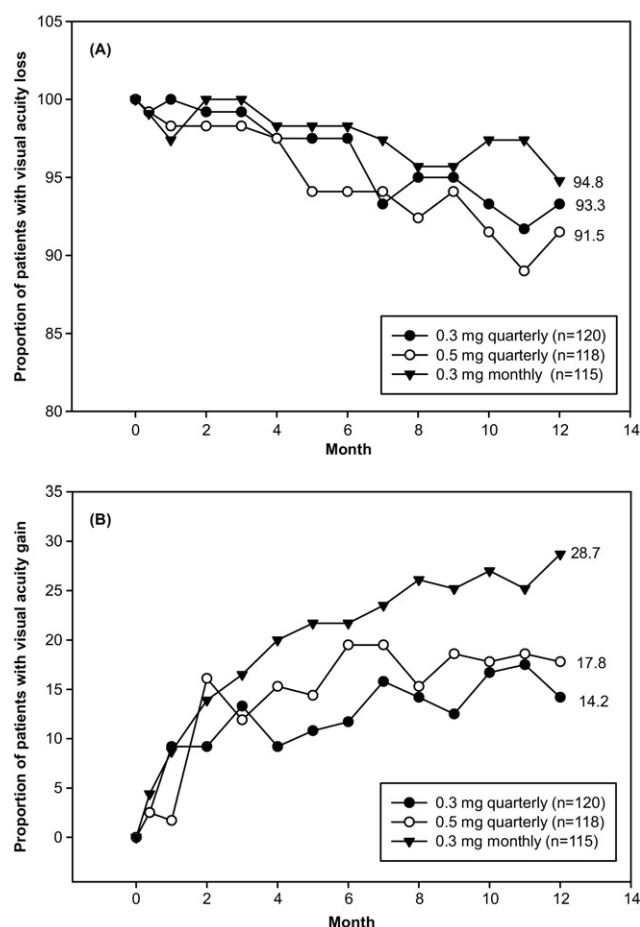 (A)
Proportion of patients with visual acuity loss
105
100
95
90
85
80
94.8
93.3
91.5
0.3 mg quarterly (n=120)
0.5 mg quarterly (n=118)
0.3 mg monthly (n=115)
0 2 4 6 8 10 12 14
Month
(B)
Proportion of patients with visual acuity gain
35
30
25
20
15
10
5
0
28.7
17.8
14.2
0.3 mg quarterly (n=120)
0.5 mg quarterly (n=118)
0.3 mg monthly (n=115)
0 2 4 6 8 10 12 14
Month